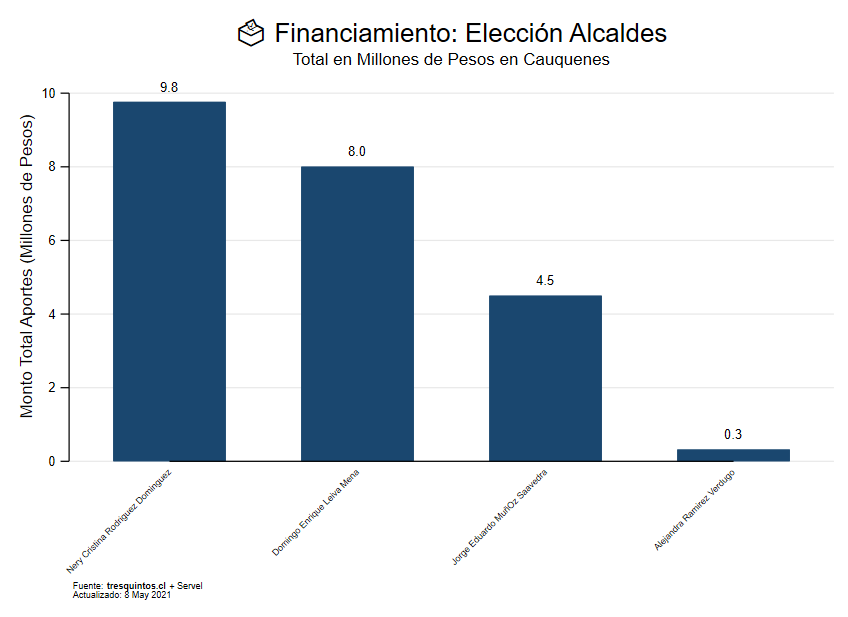 Financiamiento: Elección Alcaldes
Total en Millones de Pesos en Cauquenes
Monto Total Aportes (Millones de Pesos)
10
8
6
4
2
0
9.8
8.0
4.5
0.3
Nery Cristina Rodriguez Dominguez
Domingo Enrique Leiva Mena
Jorge Eduardo MuñOz Saavedra
Alejandra Ramirez Verdugo
Fuente: tresquintos.cl + Servel
Actualizado: 8 May 2021